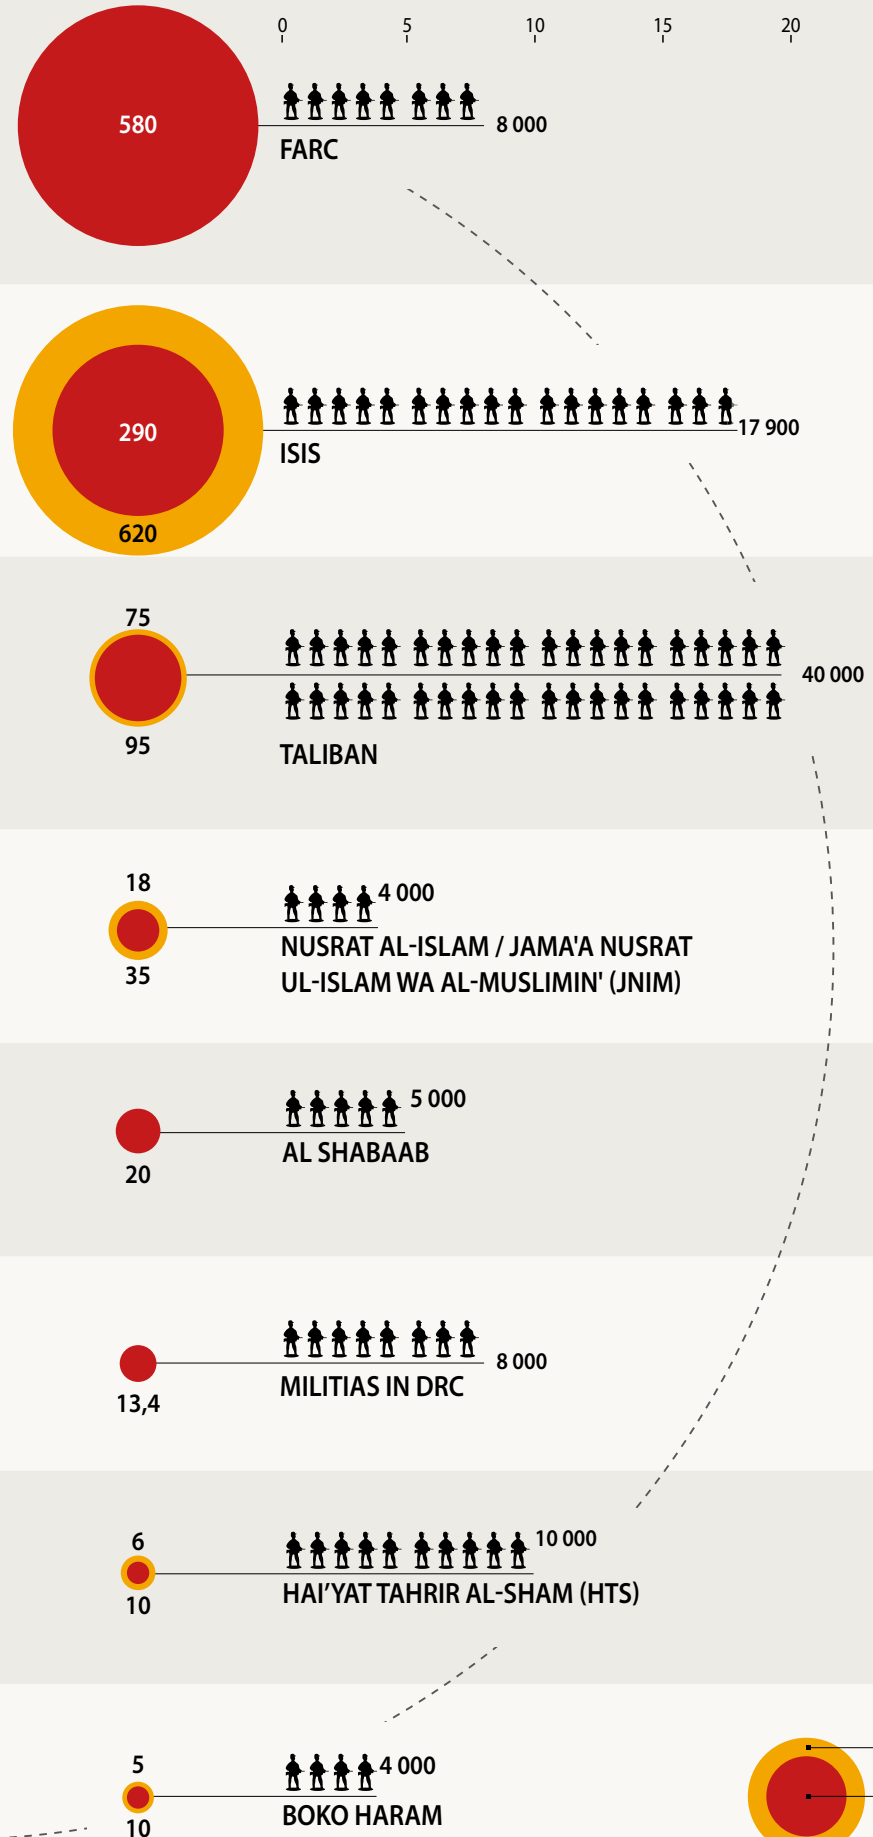 0 5 10 15 20
580
8 000
FARC
290
17 900
ISIS
620
75
40 000
95
TALIBAN
18
4 000
NUSRAT AL-ISLAM / JAMA'A NUSRAT
UL-ISLAM WA AL-MUSLIMIN' (JNIM)
35
5 000
AL SHABAAB
20
8 000
MILITIAS IN DRC
13,4
6
10 000
HAI’YAT TAHRIR AL-SHAM (HTS)
10
5
4 000
BOKO HARAM
10